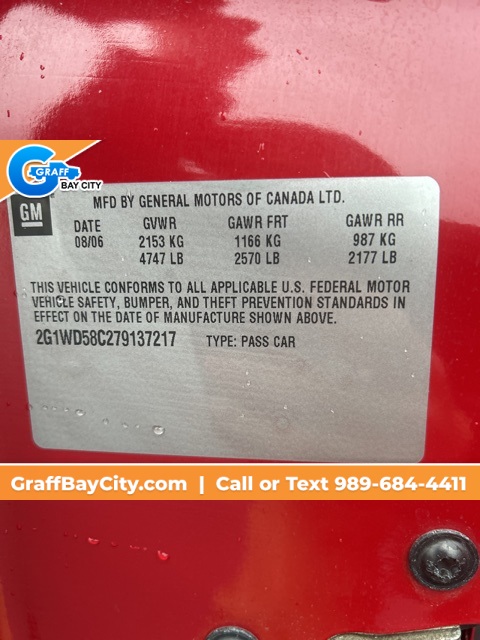 GRAFF
BAY CITY
GM
MFD BY GENERAL MOTORS OF CANADA LTD.
DATE GVWR GAWR FRT GAWR RR
08/06 2153 KG 1166 KG 987 KG
4747 LB 2570 LB 2177 LB
THIS VEHICLE CONFORMS TO ALL APPLICABLE U.S. FEDERAL MOTOR
VEHICLE SAFETY, BUMPER, AND THEFT PREVENTION STANDARDS IN
EFFECT ON THE DATE OF MANUFACTURE SHOWN ABOVE.
2G1WD58C279137217 TYPE: PASS CAR
GraffBayCity.com | Call or Text 989-684-4411